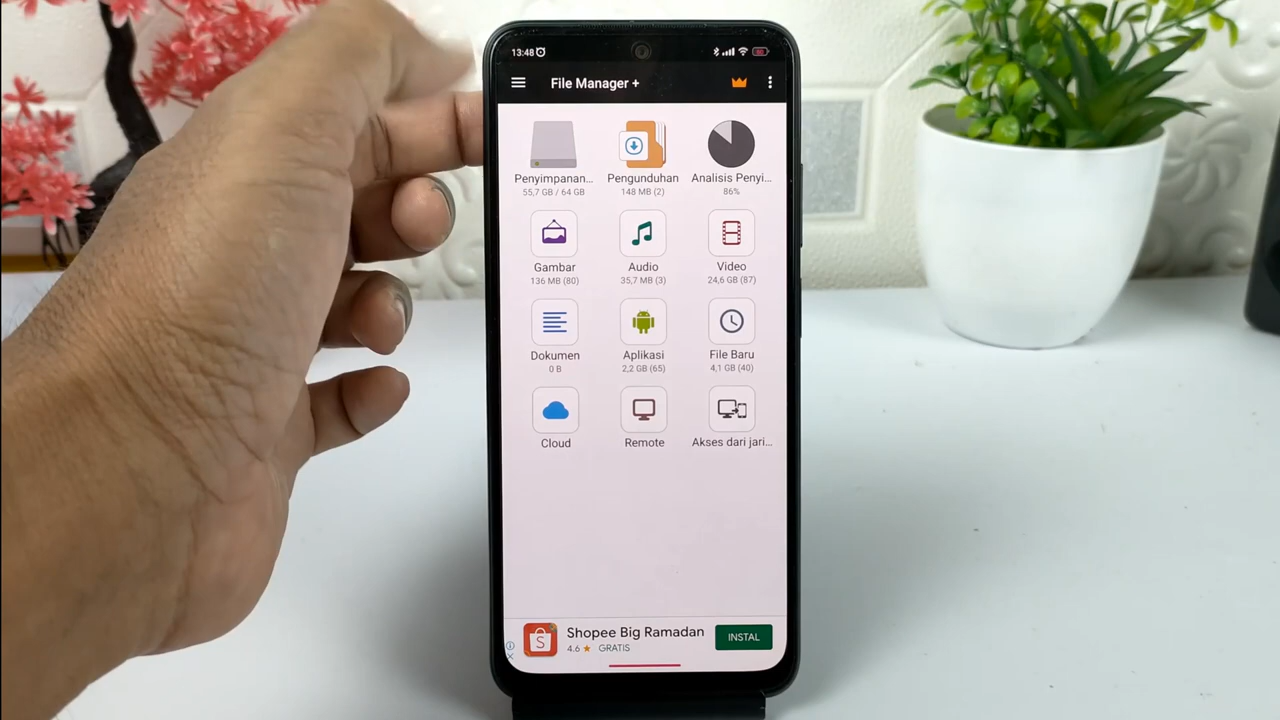 13:48
File Manager +
Penyimpanan...
Pengunduhan
Analisis Penyi...
55,7 GB / 64 GB
148 MB (2)
86%
Gambar
Audio
Video
136 MB (80)
35,7 MB (3)
24,6 GB (87)
Dokumen
Aplikasi
File Baru
0 B
2,2 GB (65)
4,1 GB (40)
Cloud
Remote
Akses dari jari...
Shopee Big Ramadan
4.6 ★ GRATIS
INSTAL